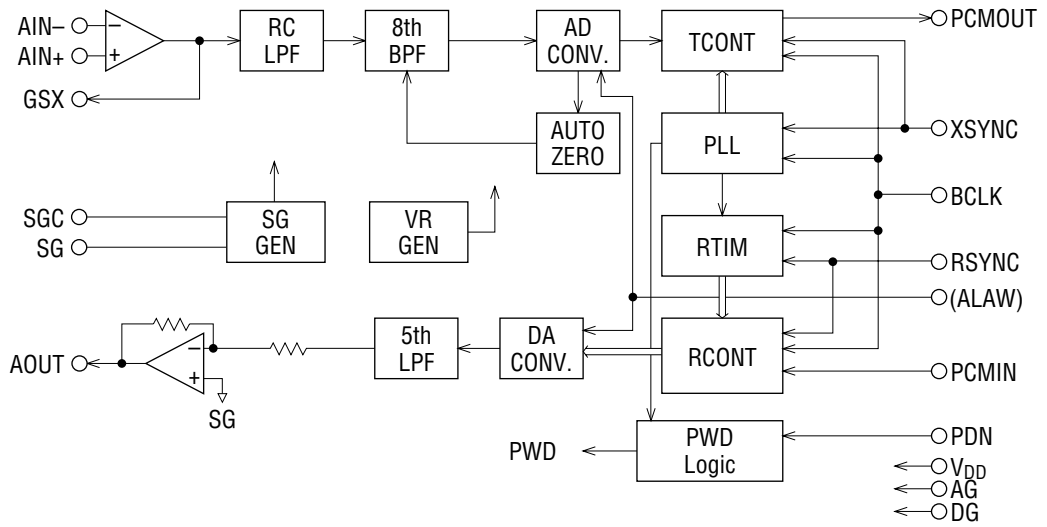 AIN–
AIN+
GSX
–
+
RC
LPF
8th
BPF
AD
CONV.
TCONT
PCMOUT
AUTO
ZERO
PLL
XSYNC
BCLK
SGC
SG
SG
GEN
VR
GEN
RTIM
RSYNC
(ALAW)
AOUT
–
+
SG
5th
LPF
DA
CONV.
RCONT
PCMIN
PWD
PWD
Logic
PDN
VDD
AG
DG